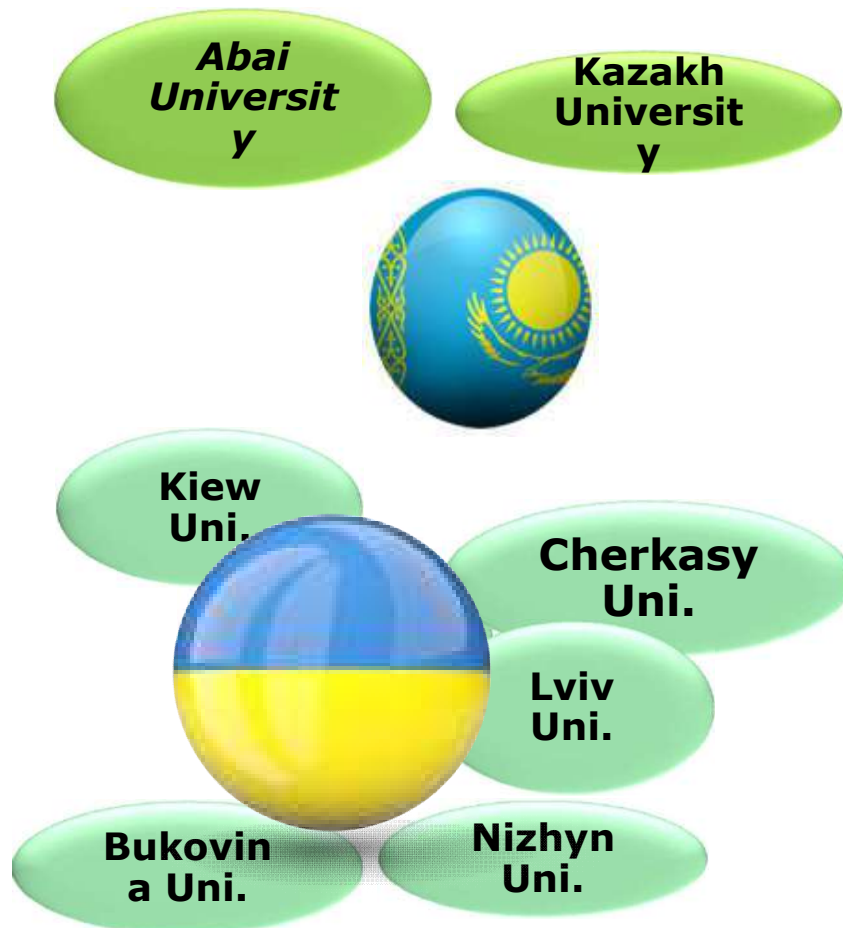 Abai
Universit
y
Kazakh
Universit
y
Kiew
Uni.
Cherkasy
Uni.
Lviv
Uni.
Bukovin
a Uni.
Nizhyn
Uni.